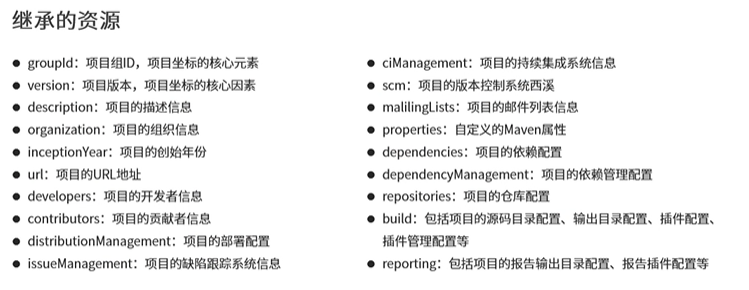 继承的资源
● groupId：项目组ID，项目坐标的核心元素
● version：项目版本，项目坐标的核心因素
● description：项目的描述信息
● organization：项目的组织信息
● inceptionYear：项目的创始年份
● url：项目的URL地址
● developers：项目的开发者信息
● contributors：项目的贡献者信息
● distributionManagement：项目的部署配置
● issueManagement：项目的缺陷跟踪系统信息
● ciManagement：项目的持续集成系统信息
● scm：项目的版本控制系统西溪
● malilingLists：项目的邮件列表信息
● properties：自定义的Maven属性
● dependencies：项目的依赖配置
● dependencyManagement：项目的依赖管理配置
● repositories：项目的仓库配置
● build：包括项目的源码目录配置、输出目录配置、插件配置、
插件管理配置等
● reporting：包括项目的报告输出目录配置、报告插件配置等